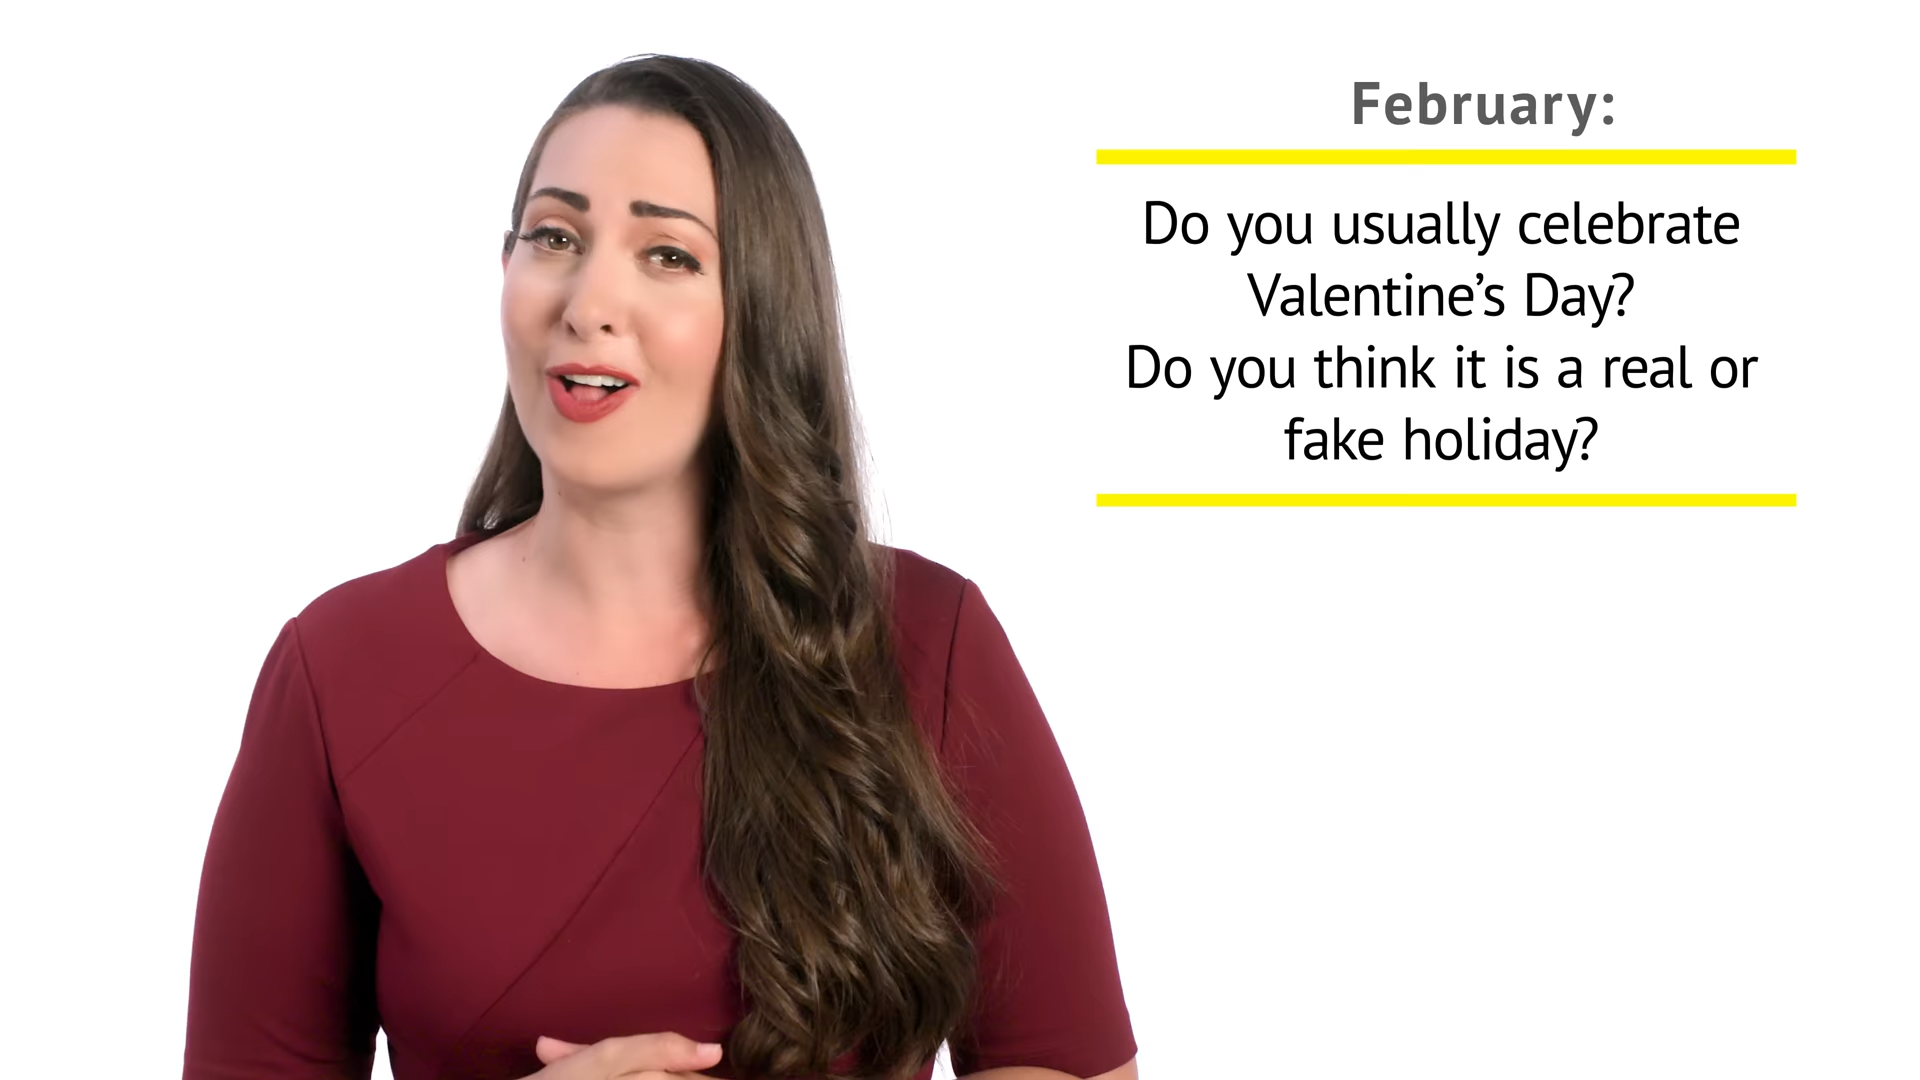 February:
Do you usually celebrate
Valentine’s Day?
Do you think it is a real or
fake holiday?